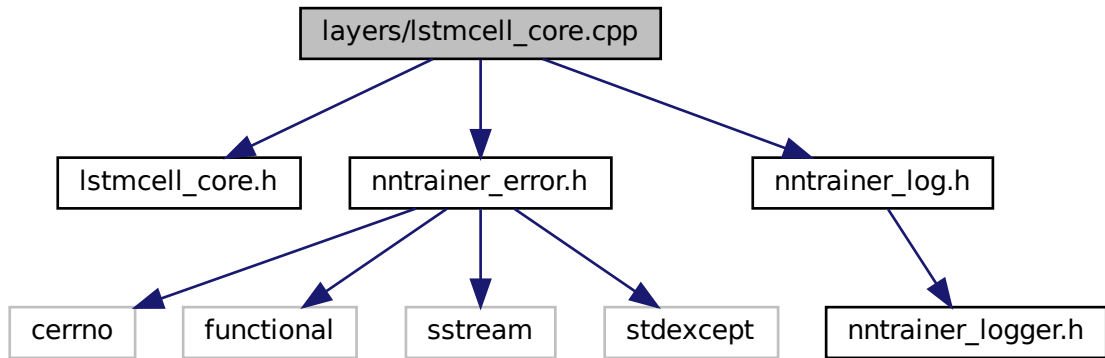 layers/lstmcell_core.cpp
lstmcell_core.h
nntrainer_error.h
nntrainer_log.h
cerrno
functional
sstream
stdexcept
nntrainer_logger.h